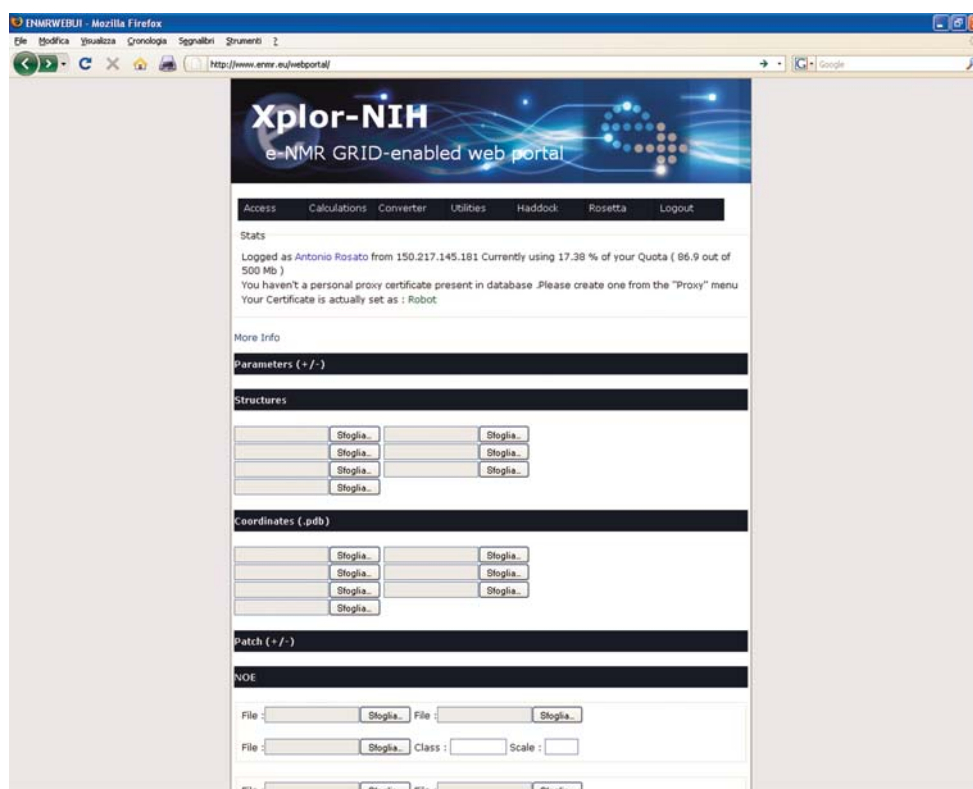 ENMRWEBUI - Mozilla Firefox
File Modifica Visualizza Cronologia Segnalibri Strumenti ?
http://www.enmr.eu/webportal/
G Google
Xplor-NIH
e-NMR GRID-enabled web portal
Access Calculations Converter Utilities Haddock Rosetta Logout
Stats
Logged as Antonio Rosato from 150.217.145.181 Currently using 17.38 % of your Quota ( 86.9 out of
500 Mb )
You haven't a personal proxy certificate present in database .Please create one from the "Proxy" menu
Your Certificate is actually set as : Robot
More Info
Parameters (+/-)
Structures
Sfoglia... Sfoglia...
Sfoglia... Sfoglia...
Sfoglia... Sfoglia...
Sfoglia...
Coordinates (.pdb)
Sfoglia... Sfoglia...
Sfoglia... Sfoglia...
Sfoglia... Sfoglia...
Sfoglia...
Patch (+/-)
NOE
File : Sfoglia... File : Sfoglia...
File : Sfoglia... Class : Scale :